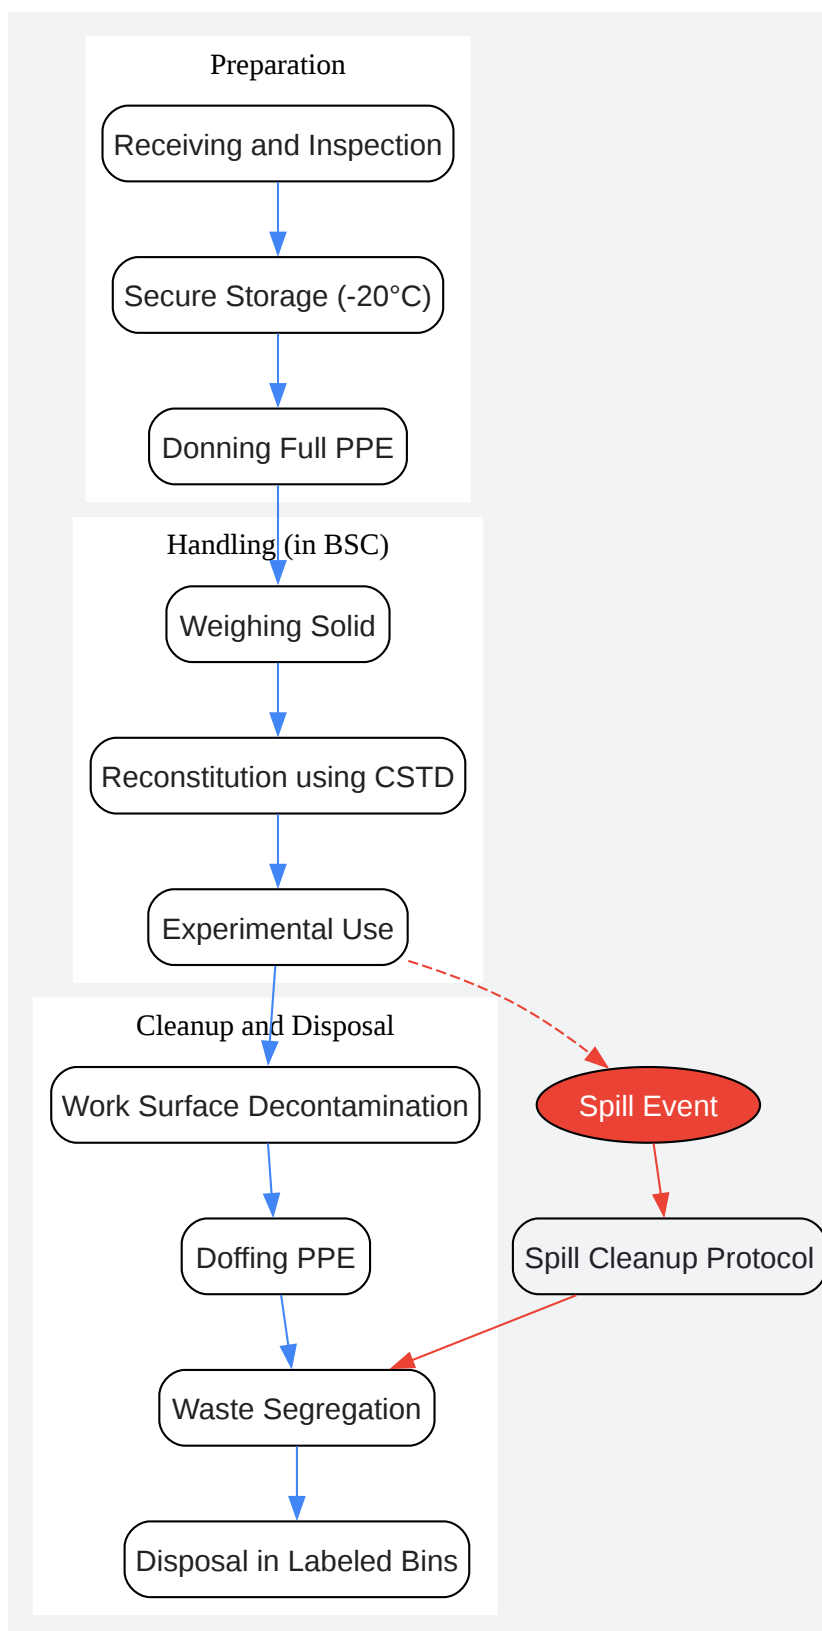 Preparation
Receiving and Inspection
Secure Storage (-20°C)
Donning Full PPE
Handling (in BSC)
Weighing Solid
Reconstitution using CSTD
Experimental Use
Cleanup and Disposal
Work Surface Decontamination
Spill Event
Doffing PPE
Spill Cleanup Protocol
Waste Segregation
Disposal in Labeled Bins